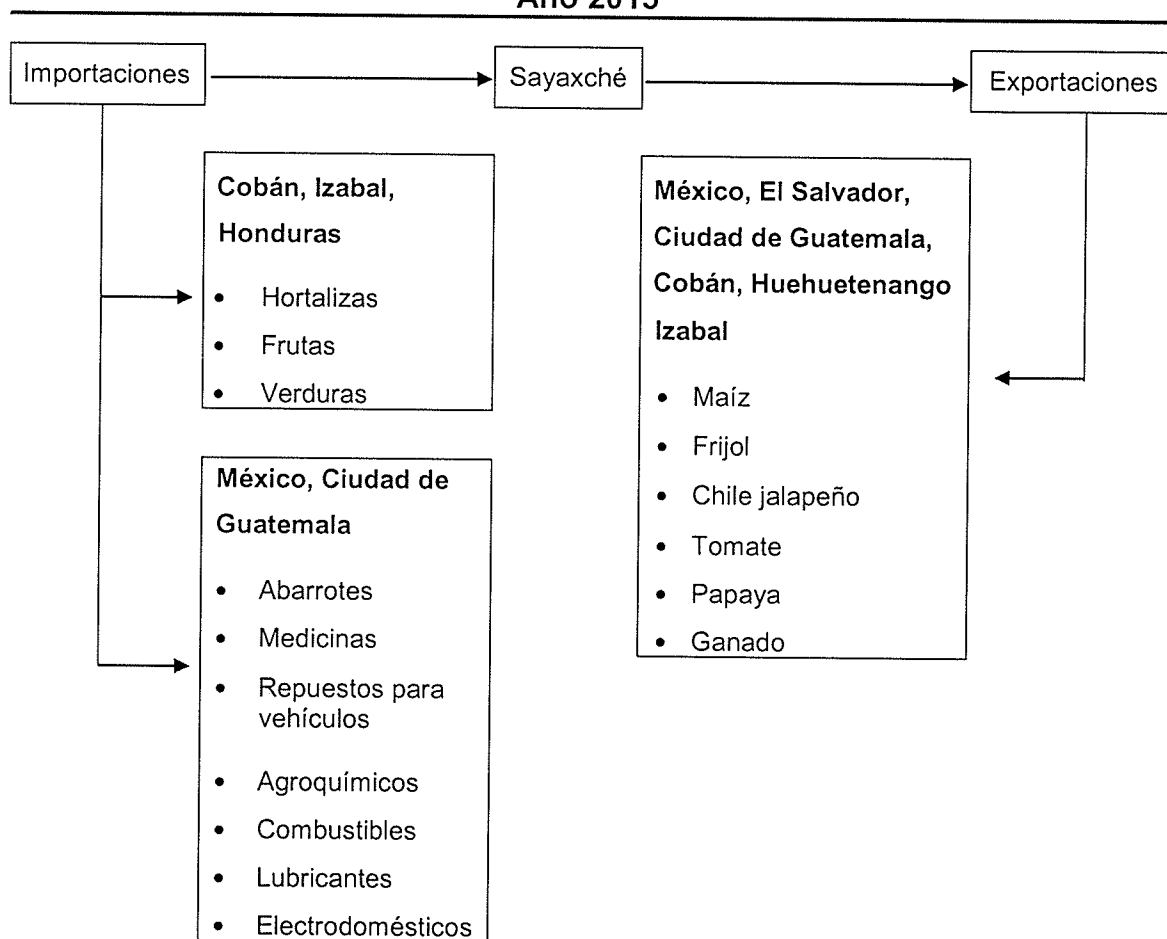 Año 2015
Importaciones
Sayaxché
Exportaciones
Cobán, Izabal,
Honduras
• Hortalizas
• Frutas
• Verduras
México, Ciudad de
Guatemala
• Abarrotes
• Medicinas
• Repuestos para
vehículos
• Agroquímicos
• Combustibles
• Lubricantes
• Electrodomésticos
México, El Salvador,
Ciudad de Guatemala,
Cobán, Huehuetenango
Izabal
• Maíz
• Frijol
• Chile jalapeño
• Tomate
• Papaya
• Ganado